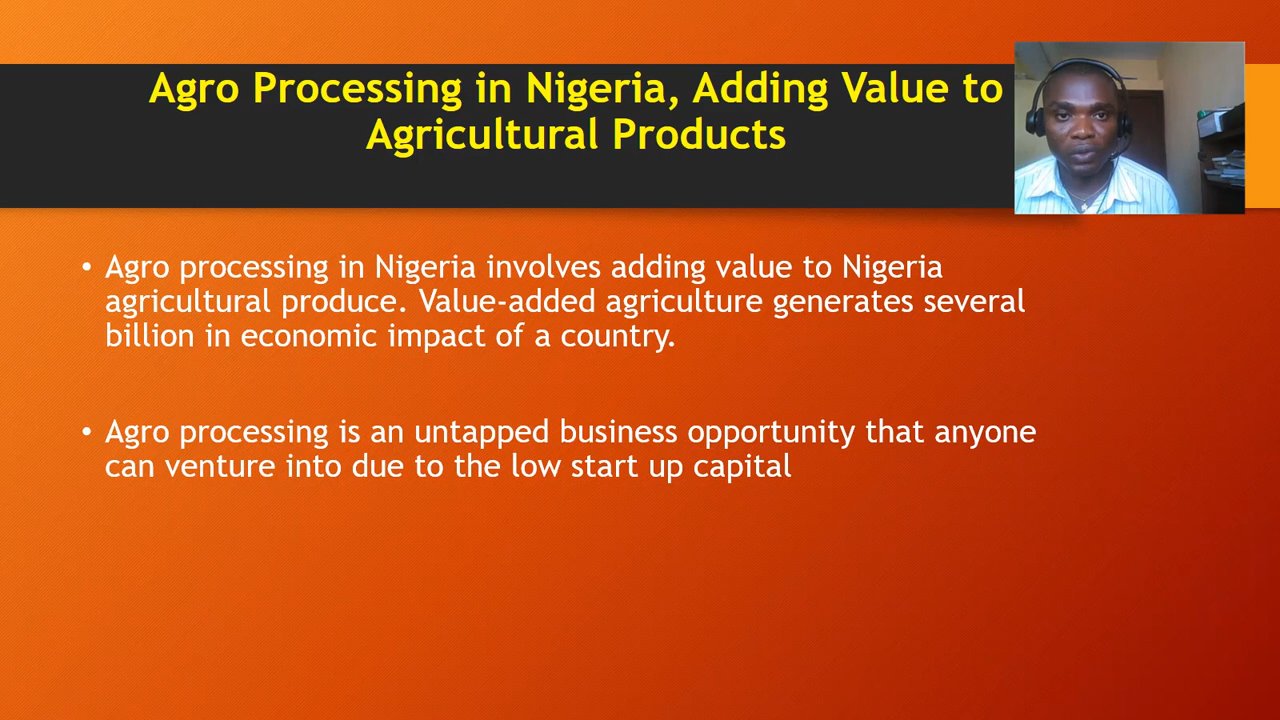 Agro Processing in Nigeria, Adding Value to
Agricultural Products
• Agro processing in Nigeria involves adding value to Nigeria
agricultural produce. Value-added agriculture generates several
billion in economic impact of a country.
• Agro processing is an untapped business opportunity that anyone
can venture into due to the low start up capital